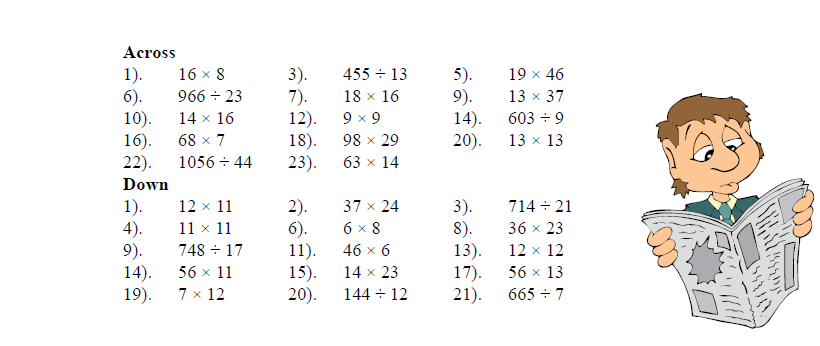 Across
1). 16 × 8 3). 455 ÷ 13 5). 19 × 46
6). 966 ÷ 23 7). 18 × 16 9). 13 × 37
10). 14 × 16 12). 9 × 9 14). 603 ÷ 9
16). 68 × 7 18). 98 × 29 20). 13 × 13
22). 1056 ÷ 44 23). 63 × 14
Down
1). 12 × 11 2). 37 × 24 3). 714 ÷ 21
4). 11 × 11 6). 6 × 8 8). 36 × 23
9). 748 ÷ 17 11). 46 × 6 13). 12 × 12
14). 56 × 11 15). 14 × 23 17). 56 × 13
19). 7 × 12 20). 144 ÷ 12 21). 665 ÷ 7